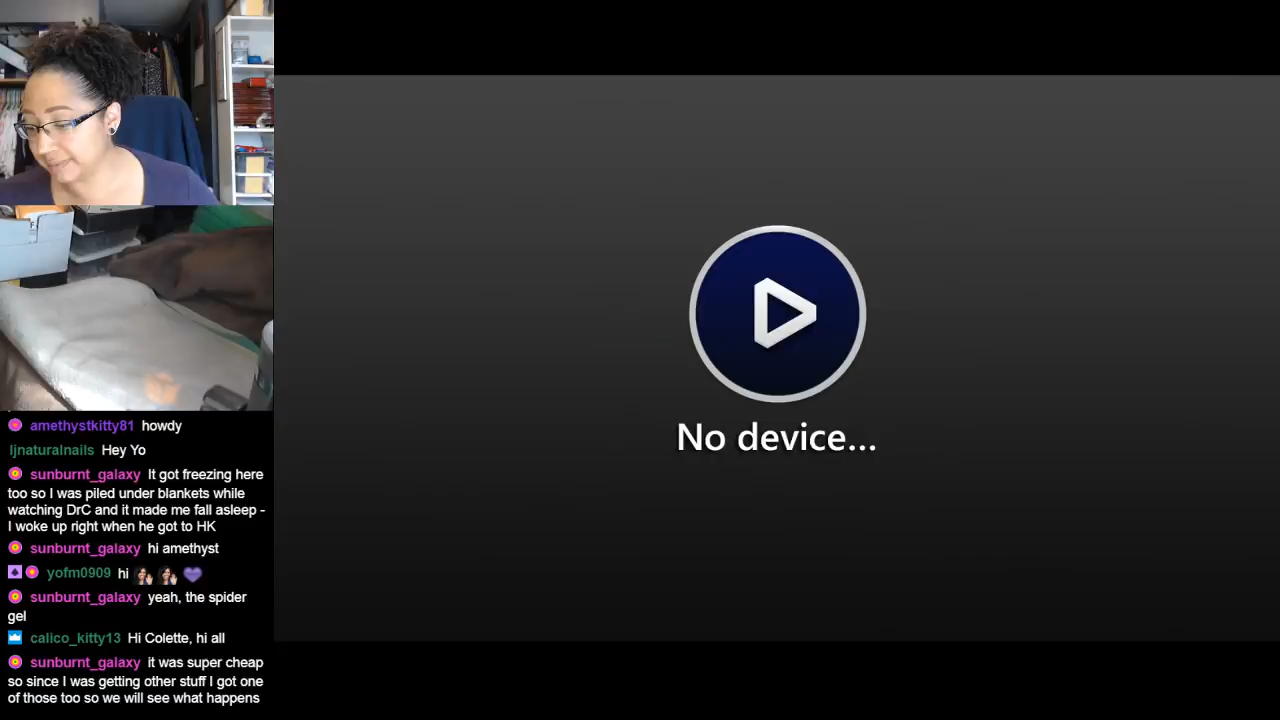 No device...
amethystkitty81 howdy
ljnaturalnails Hey Yo
sunburnt_galaxy It got freezing here
too so I was piled under blankets while
watching DrC and it made me fall asleep -
I woke up right when he got to HK
sunburnt_galaxy hi amethyst
yofm0909 hi
sunburnt_galaxy yeah, the spider
gel
calico_kitty13 Hi Colette, hi all
sunburnt_galaxy it was super cheap
so since I was getting other stuff I got one
of those too so we will see what happens